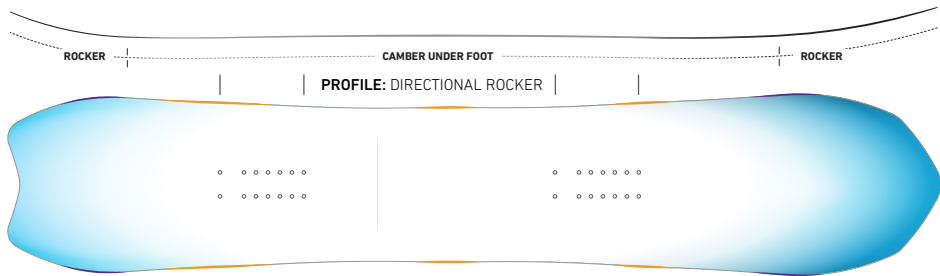 ROCKER CAMBER UNDER FOOT ROCKER
PROFILE: DIRECTIONAL ROCKER